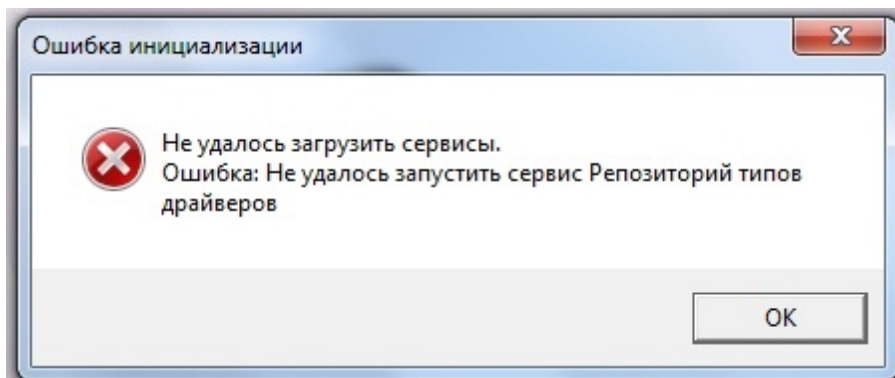 Ошибка инициализации
Не удалось загрузить сервисы.
Ошибка: Не удалось запустить сервис Репозиторий типов
драйверов
OK